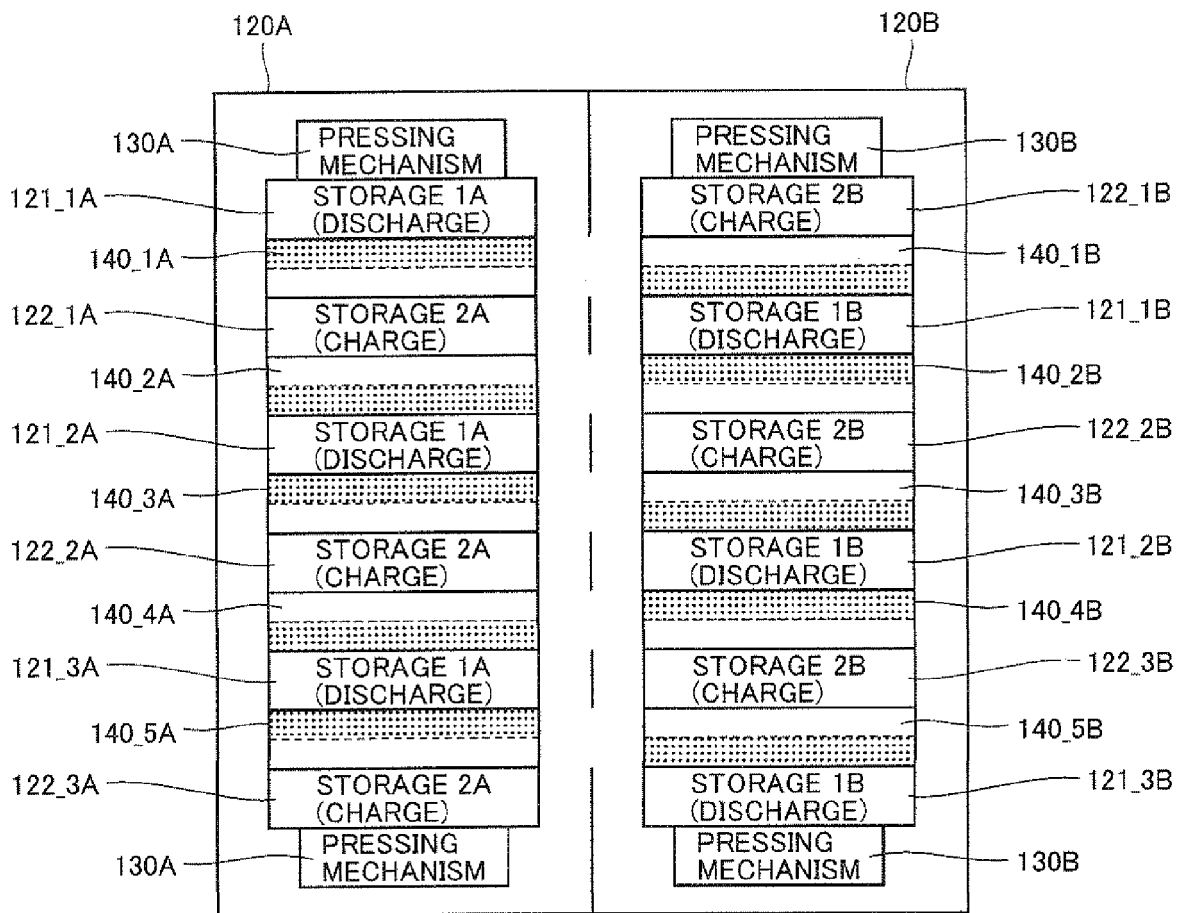 120A
120B
130A
PRESSING
MECHANISM
PRESSING
MECHANISM
130B
121_1A
STORAGE 1A
(DISCHARGE)
STORAGE 2B
(CHARGE)
122_1B
140_1A
140_1B
122_1A
STORAGE 2A
(CHARGE)
STORAGE 1B
(DISCHARGE)
121_1B
140_2A
140_2B
121_2A
STORAGE 1A
(DISCHARGE)
STORAGE 2B
(CHARGE)
122_2B
140_3A
140_3B
122_2A
STORAGE 2A
(CHARGE)
STORAGE 1B
(DISCHARGE)
121_2B
140_4A
140_4B
121_3A
STORAGE 1A
(DISCHARGE)
STORAGE 2B
(CHARGE)
122_3B
140_5A
140_5B
122_3A
STORAGE 2A
(CHARGE)
STORAGE 1B
(DISCHARGE)
121_3B
130A
PRESSING
MECHANISM
PRESSING
MECHANISM
130B